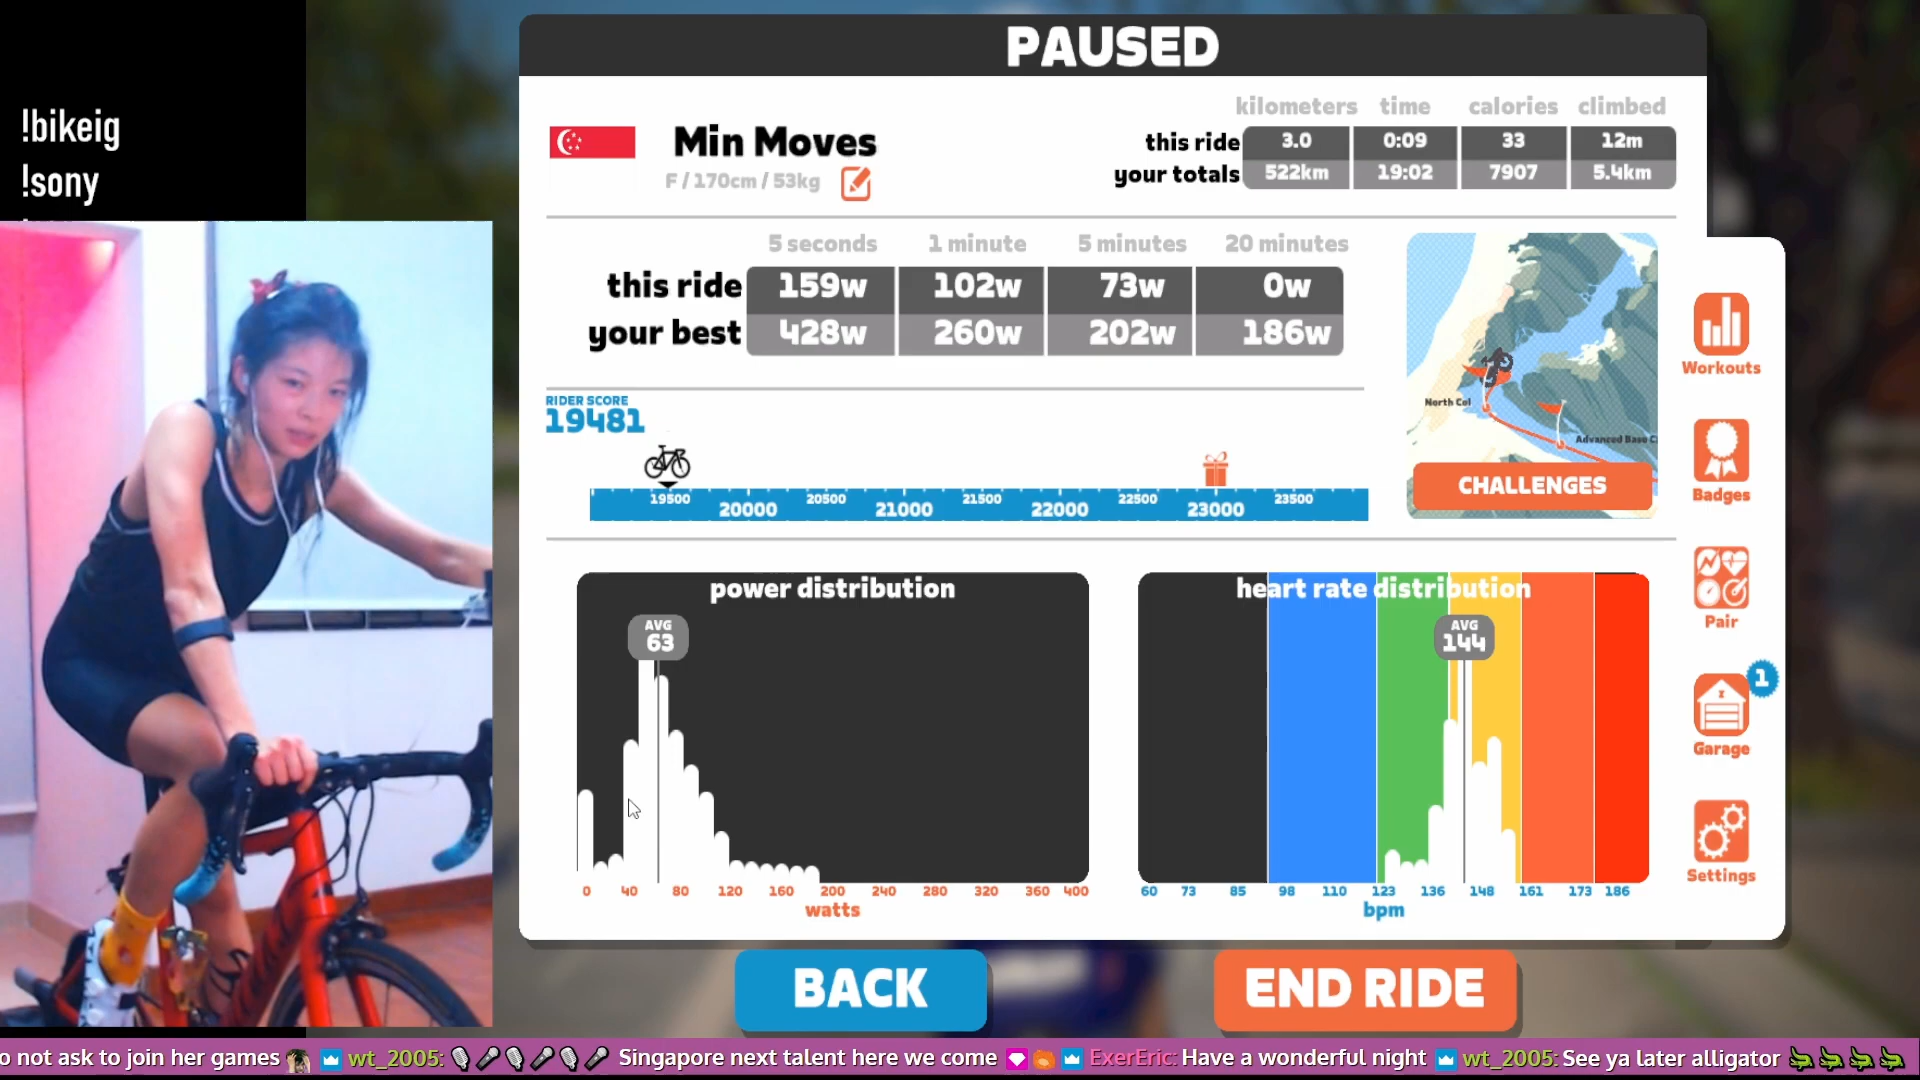 !bikeig
!sony
PAUSED
Min Moves
F / 170cm / 53kg
kilometers time calories climbed
this ride 3.0 0:09 33 12m
your totals 522km 19:02 7907 5.4km
5 seconds 1 minute 5 minutes 20 minutes
this ride 159w 102w 73w 0w
your best 428w 260w 202w 186w
RIDER SCORE
19481
19500 20500 21500 22500 23500
20000 21000 22000 23000
North Col
Advanced Base C
CHALLENGES
Workouts
Badges
Pair
1
Garage
Settings
power distribution
AVG
63
0 40 80 120 160 200 240 280 320 360 400
watts
heart rate distribution
AVG
144
60 73 85 98 110 123 136 148 161 173 186
bpm
BACK
END RIDE
o not ask to join her games wt_2005: 🎙🎤🎙🎤🎙🎤 Singapore next talent here we come ExerEric: Have a wonderful night wt_2005: See ya later alligator 🐊🐊🐊🐊